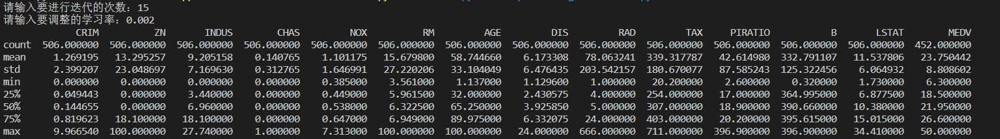 请输入要进行迭代的次数：15
请输入要调整的学习率：0.002
CRIM ZN INDUS CHAS NOX RM AGE DIS RAD TAX PIRATIO B LSTAT MEDV
count 506.000000 506.000000 506.000000 506.000000 506.000000 506.000000 506.000000 506.000000 506.000000 506.000000 506.000000 506.000000 506.000000 452.000000
mean 1.269195 13.295257 9.205158 0.140765 1.101175 15.679800 58.744660 6.173308 78.063241 339.317787 42.614980 332.791107 11.537806 23.750442
std 2.399207 23.048697 7.169630 0.312765 1.646991 27.220206 33.104049 6.476435 203.542157 180.670077 87.585243 125.322456 6.064932 8.808602
min 0.000000 0.000000 0.000000 0.000000 0.385000 3.561000 1.137000 1.129600 1.000000 20.200000 2.600000 0.320000 1.730000 6.300000
25% 0.049443 0.000000 3.440000 0.000000 0.449000 5.961500 32.000000 2.430575 4.000000 254.000000 17.000000 364.995000 6.877500 18.500000
50% 0.144655 0.000000 6.960000 0.000000 0.538000 6.322500 65.250000 3.925850 5.000000 307.000000 18.900000 390.660000 10.380000 21.950000
75% 0.819623 18.100000 18.100000 0.000000 0.647000 6.949000 89.975000 6.332075 24.000000 403.000000 20.200000 395.615000 15.015000 26.600000
max 9.966540 100.000000 27.740000 1.000000 7.313000 100.000000 100.000000 24.000000 666.000000 711.000000 396.900000 396.900000 34.410000 50.000000